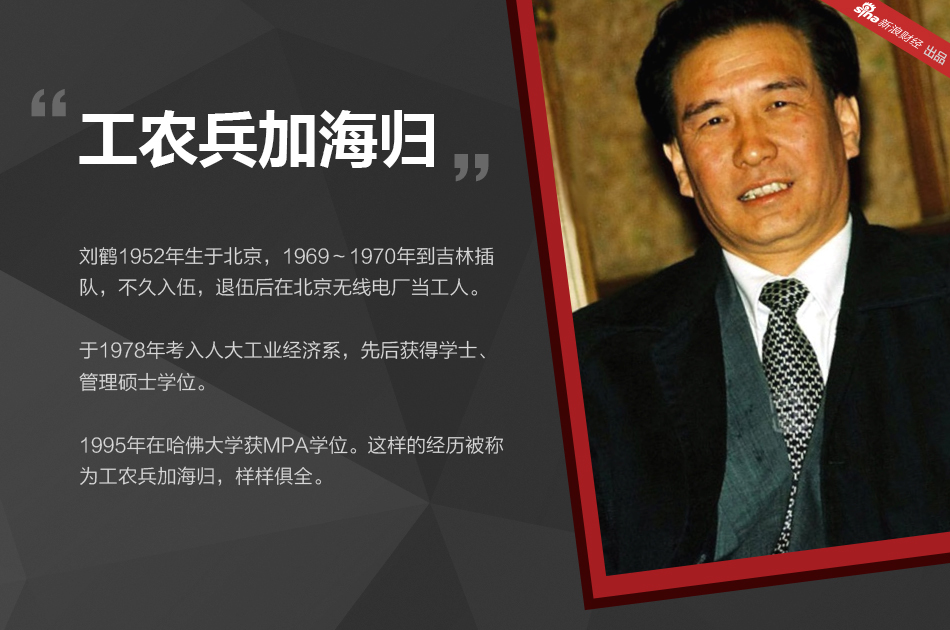 sina 新浪财经 出品
“工农兵加海归”
刘鹤1952年生于北京，1969～1970年到吉林插
队，不久入伍，退伍后在北京无线电厂当工人。
于1978年考入人大工业经济系，先后获得学士、
管理硕士学位。
1995年在哈佛大学获MPA学位。这样的经历被称
为工农兵加海归，样样俱全。